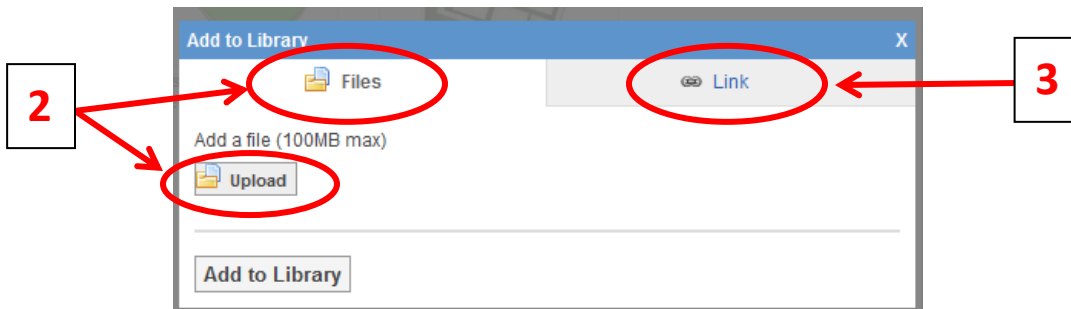 Add to Library X
2 Files Link 3
Add a file (100MB max)
Upload
Add to Library